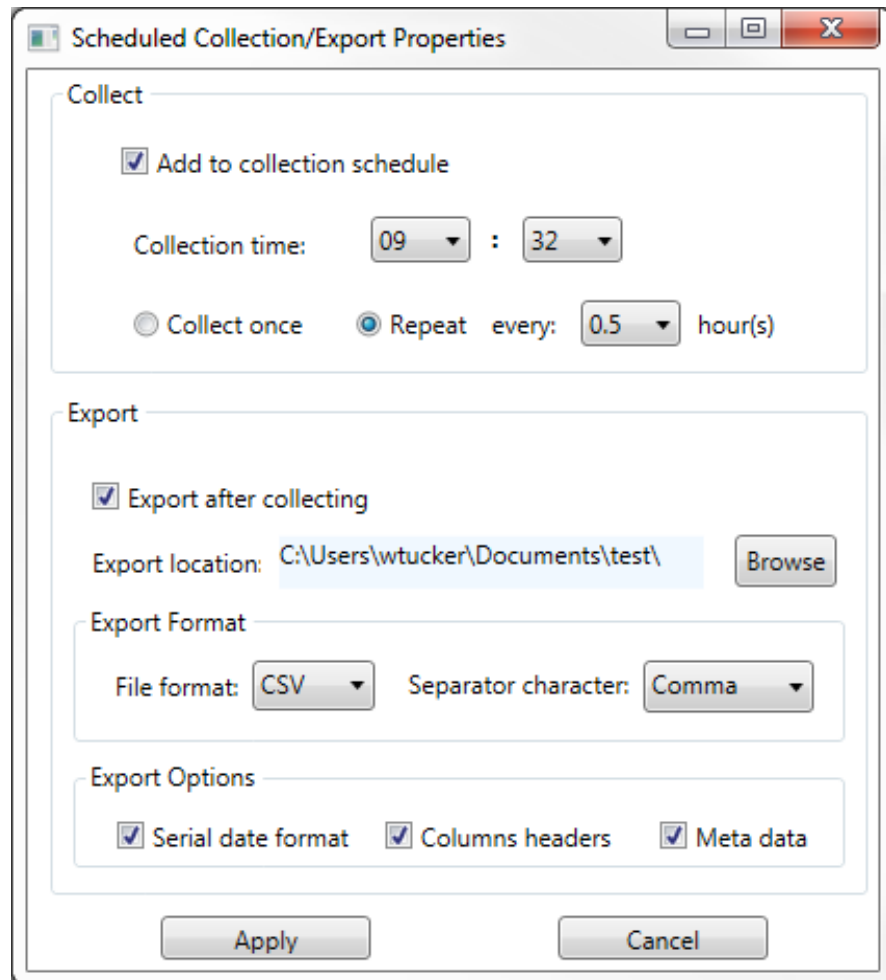 Scheduled Collection/Export Properties
Collect
Add to collection schedule
Collection time: 09 : 32
Collect once Repeat every: 0.5 hour(s)
Export
Export after collecting
Export location: C:\Users\wtucker\Documents\test\ Browse
Export Format
File format: CSV Separator character: Comma
Export Options
Serial date format Columns headers Meta data
Apply Cancel